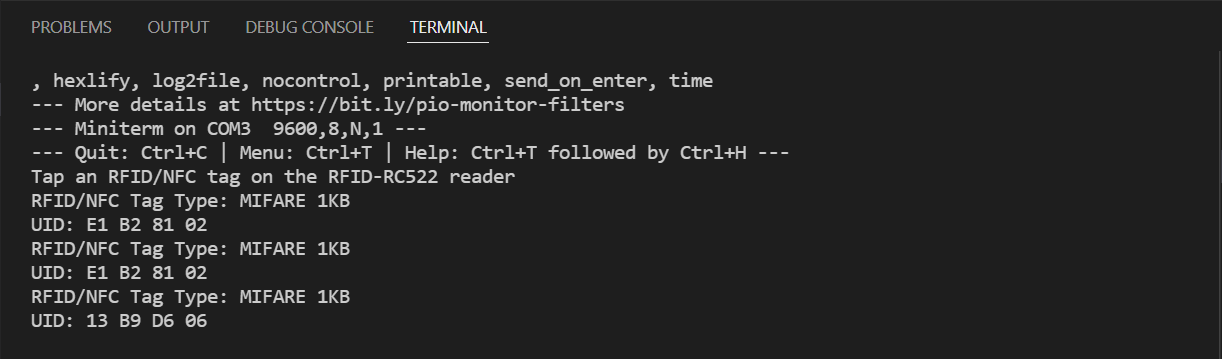 PROBLEMS OUTPUT DEBUG CONSOLE TERMINAL
, hexlify, log2file, nocontrol, printable, send_on_enter, time
--- More details at https://bit.ly/pio-monitor-filters
--- Miniterm on COM3  9600,8,N,1 ---
--- Quit: Ctrl+C | Menu: Ctrl+T | Help: Ctrl+T followed by Ctrl+H ---
Tap an RFID/NFC tag on the RFID-RC522 reader
RFID/NFC Tag Type: MIFARE 1KB
UID: E1 B2 81 02
RFID/NFC Tag Type: MIFARE 1KB
UID: E1 B2 81 02
RFID/NFC Tag Type: MIFARE 1KB
UID: 13 B9 D6 06